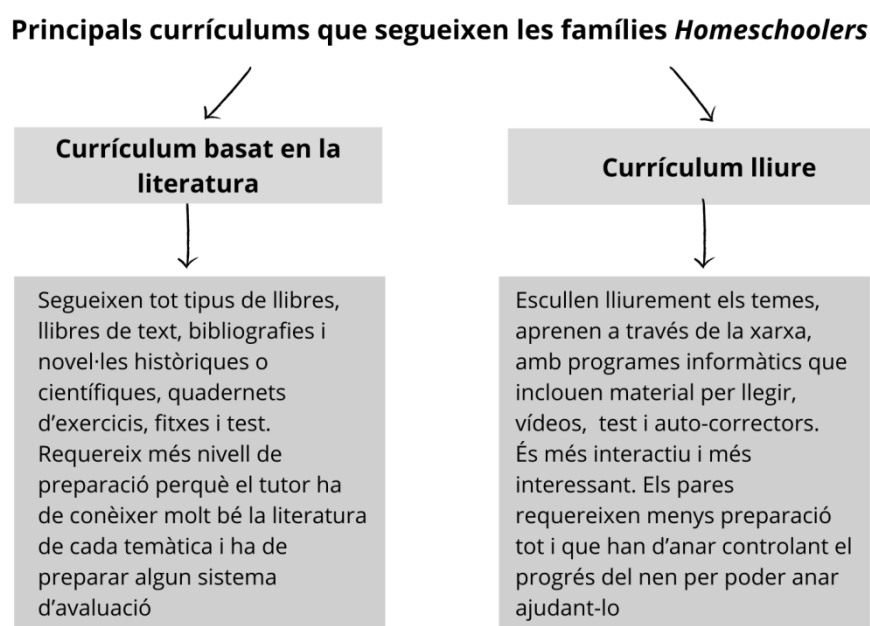 Principals currículums que segueixen les famílies Homeschoolers
Currículum basat en la
literatura
Segueixen tot tipus de llibres,
llibres de text, bibliografies i
novel·les històriques o
científiques, quadernets
d’exercicis, fitxes i test.
Requereix més nivell de
preparació perquè el tutor ha
de conèixer molt bé la literatura
de cada temàtica i ha de
preparar algun sistema
d’avaluació
Currículum lliure
Escullen lliurement els temes,
aprenen a través de la xarxa,
amb programes informàtics que
inclouen material per llegir,
vídeos, test i auto-correctors.
És més interactiu i més
interessant. Els pares
requereixen menys preparació
tot i que han d’anar controlant el
progrés del nen per poder anar
ajudant-lo